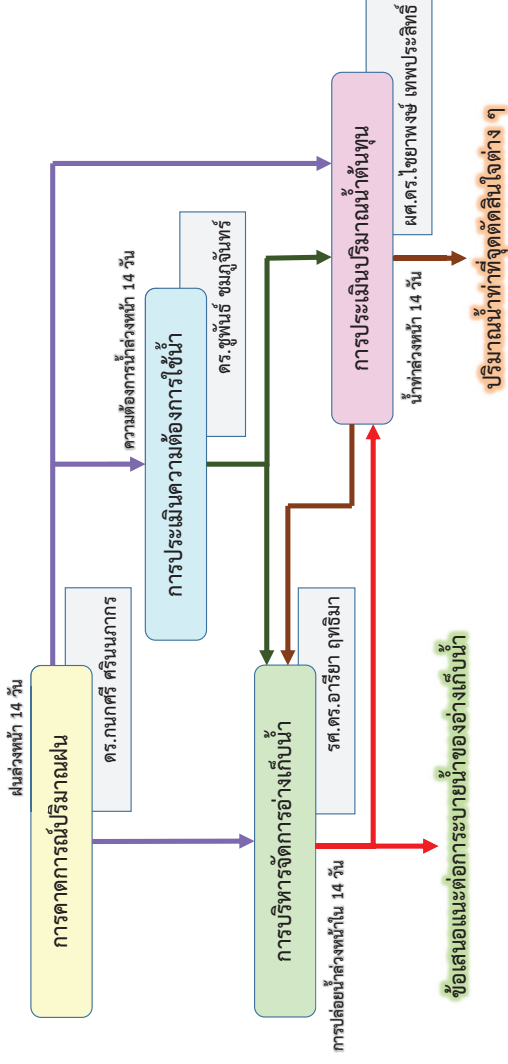 ฝนล่วงหน้า 14 วัน
การคาดการณ์ปริมาณฝน
ดร.กนกศรี ศรินนภากร
ความต้องการน้ำล่วงหน้า 14 วัน
การประเมินความต้องการใช้น้ำ
ดร.ชูพันธ์ ชมภูจันทร์
การบริหารจัดการอ่างเก็บน้ำ
รศ.ดร.อารียา ฤทธิมา
การปล่อยน้ำล่วงหน้าใน 14 วัน
การประเมินปริมาณน้ำต้นทุน
ผศ.ดร.ไชยาพงษ์ เทพประสิทธิ์
น้ำท่าล่วงหน้า 14 วัน
ข้อเสนอแนะต่อการระบายน้ำของอ่างเก็บน้ำ
ปริมาณน้ำท่าที่จุดตัดสินใจต่าง ๆ